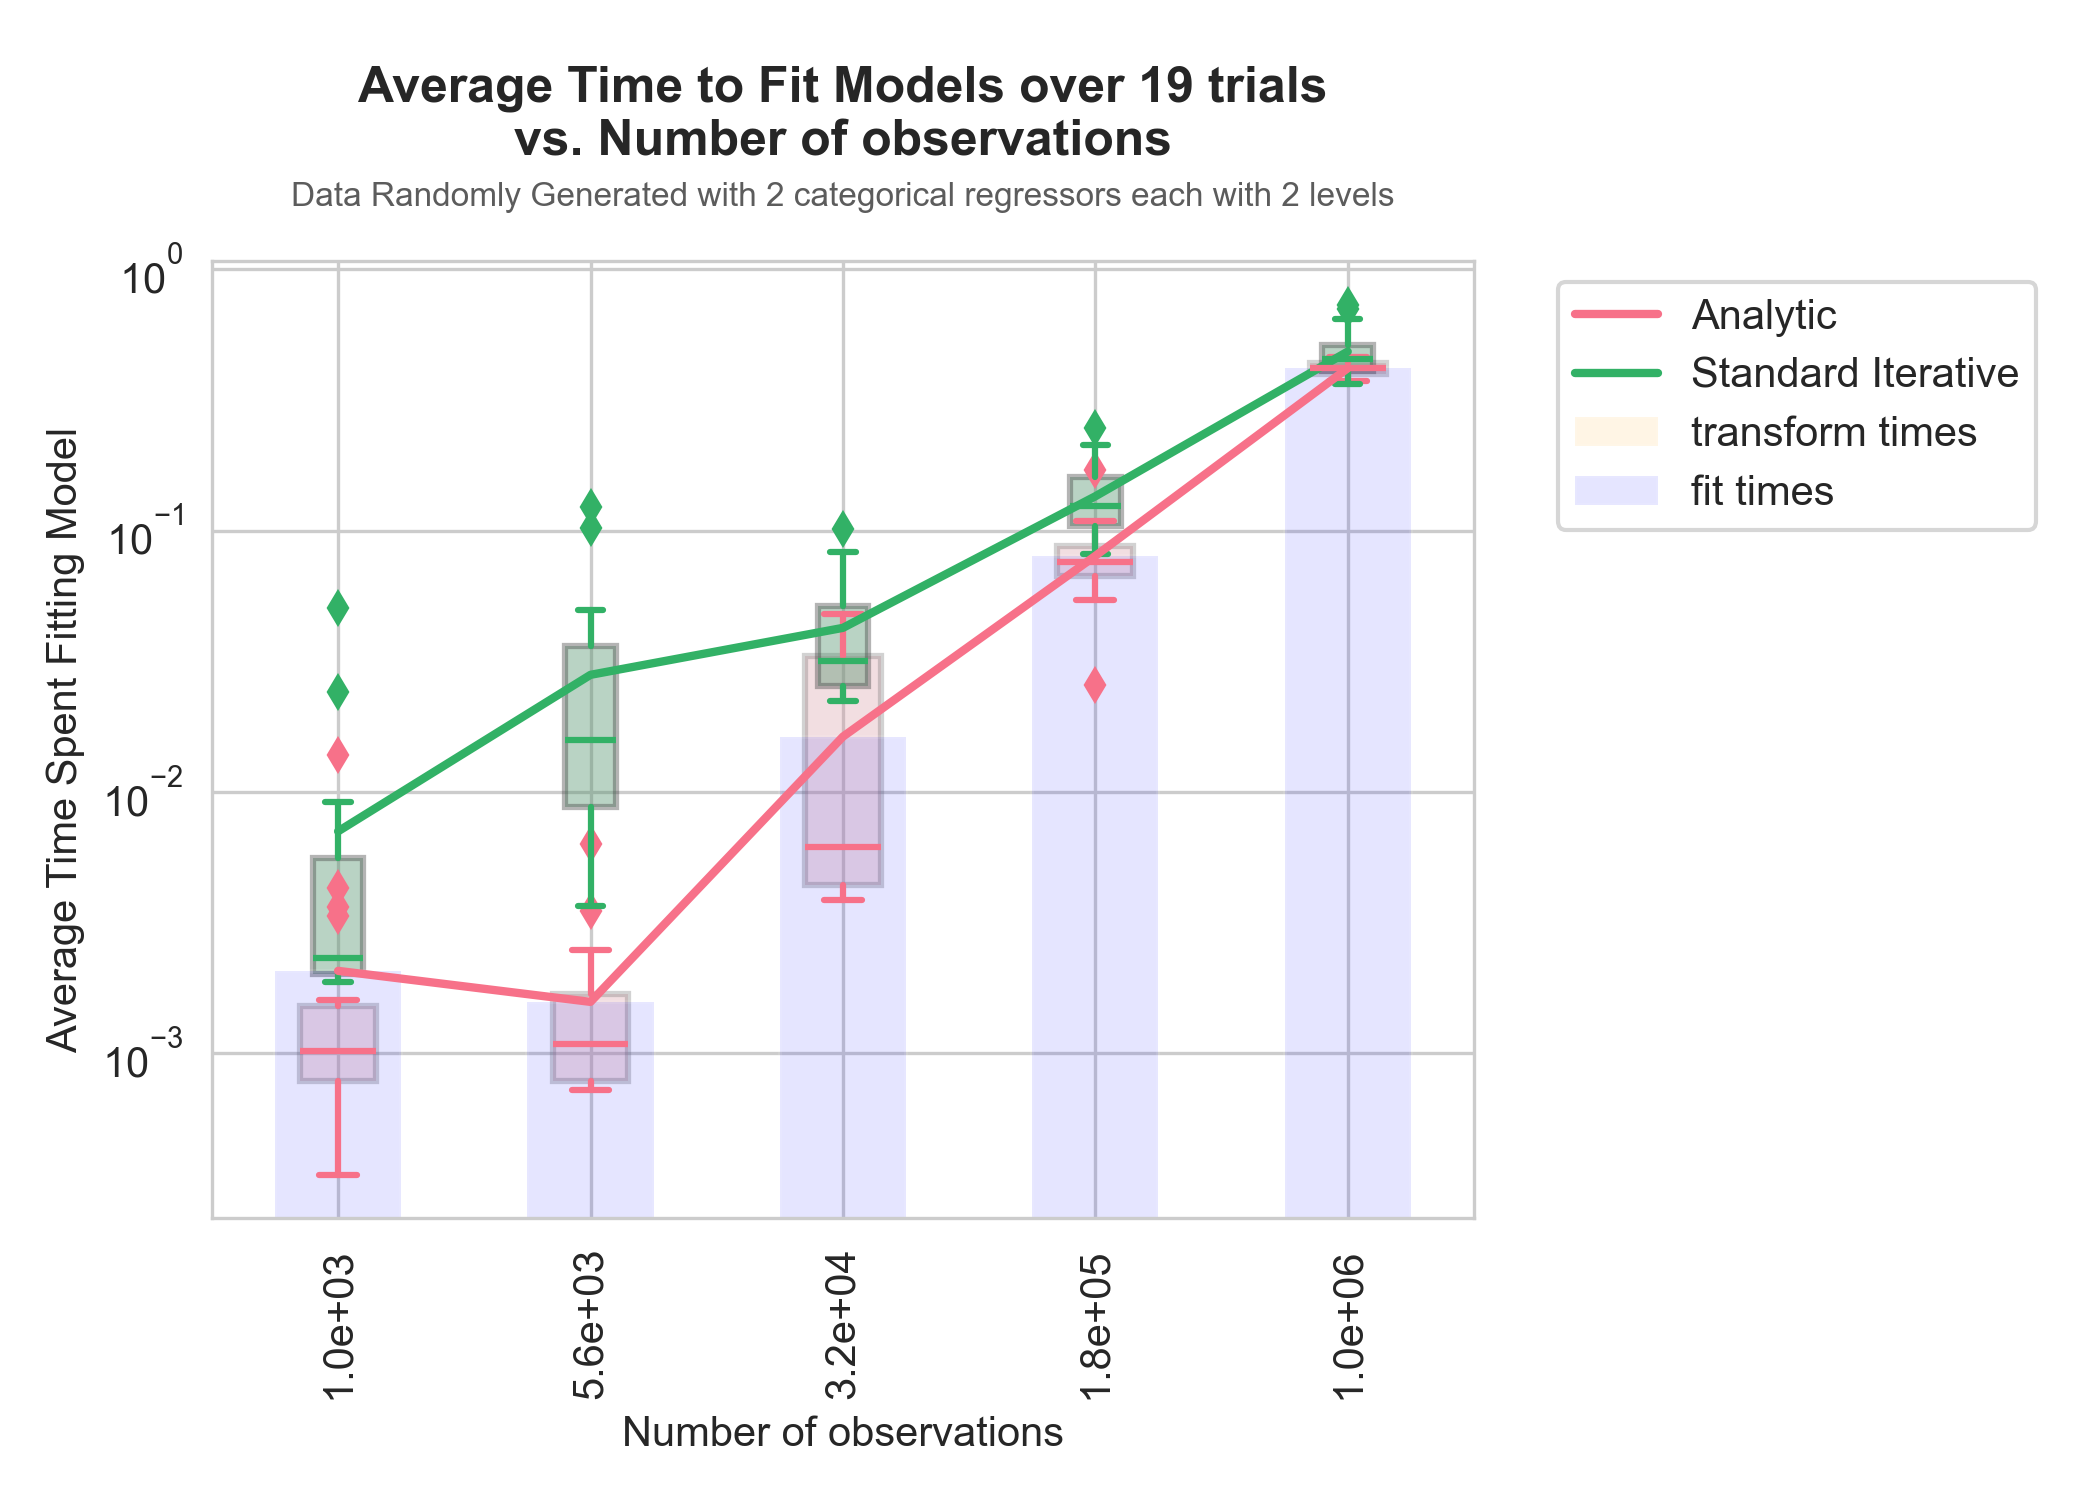 Average Time to Fit Models over 19 trials
vs. Number of observations
Data Randomly Generated with 2 categorical regressors each with 2 levels
Average Time Spent Fitting Model
10⁰
10⁻¹
10⁻²
10⁻³
1.0e+03
5.6e+03
3.2e+04
1.8e+05
1.0e+06
Number of observations
Analytic
Standard Iterative
transform times
fit times